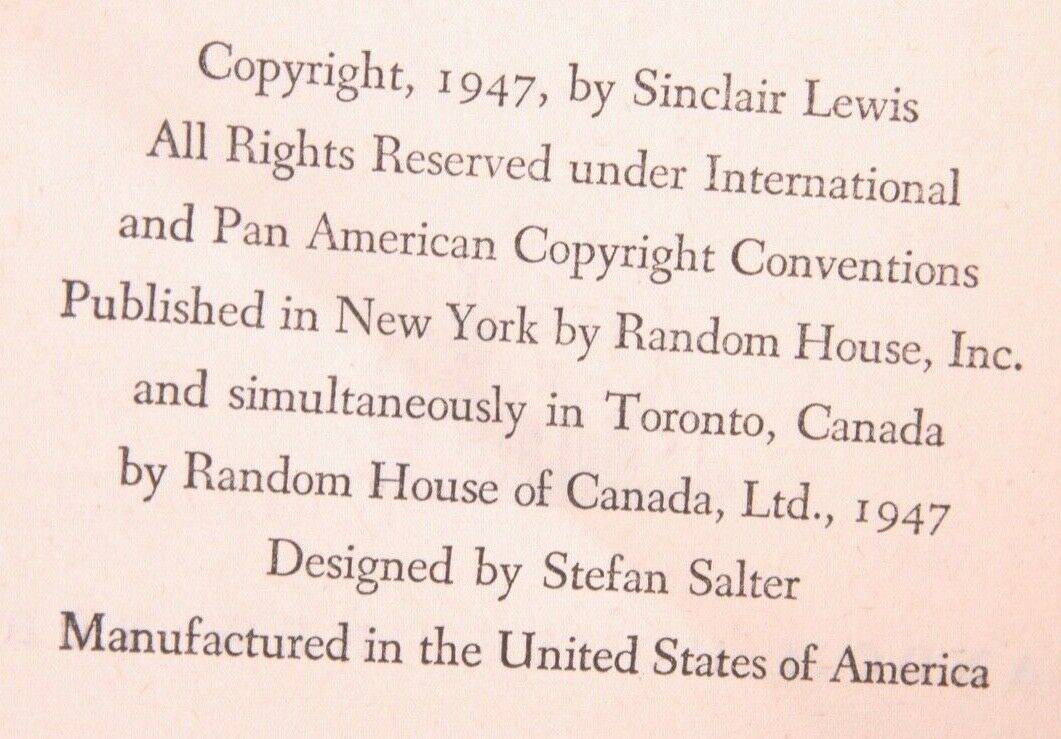 Copyright, 1947, by Sinclair Lewis
All Rights Reserved under International
and Pan American Copyright Conventions
Published in New York by Random House, Inc.
and simultaneously in Toronto, Canada
by Random House of Canada, Ltd., 1947
Designed by Stefan Salter
Manufactured in the United States of America